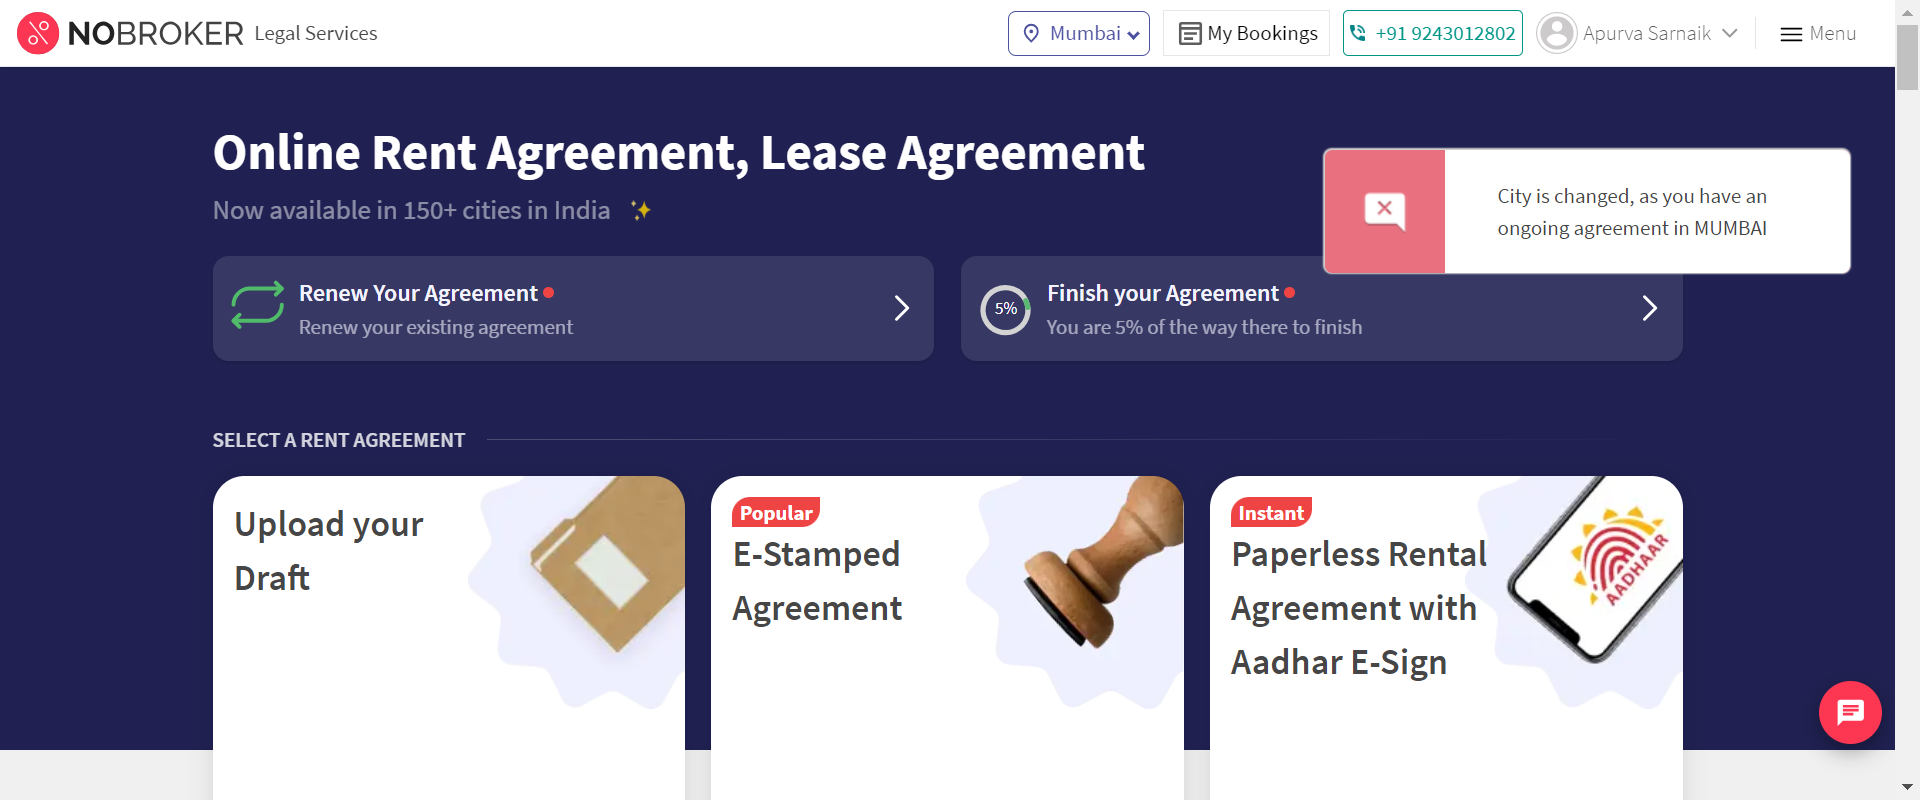 NOBROKER Legal Services
Mumbai
My Bookings
+91 9243012802
Apurva Sarnaik
Menu
Online Rent Agreement, Lease Agreement
Now available in 150+ cities in India
City is changed, as you have an
ongoing agreement in MUMBAI
Renew Your Agreement
Renew your existing agreement
5%
Finish your Agreement
You are 5% of the way there to finish
SELECT A RENT AGREEMENT
Upload your
Draft
Popular
E-Stamped
Agreement
Instant
Paperless Rental
Agreement with
Aadhar E-Sign
AADHAAR